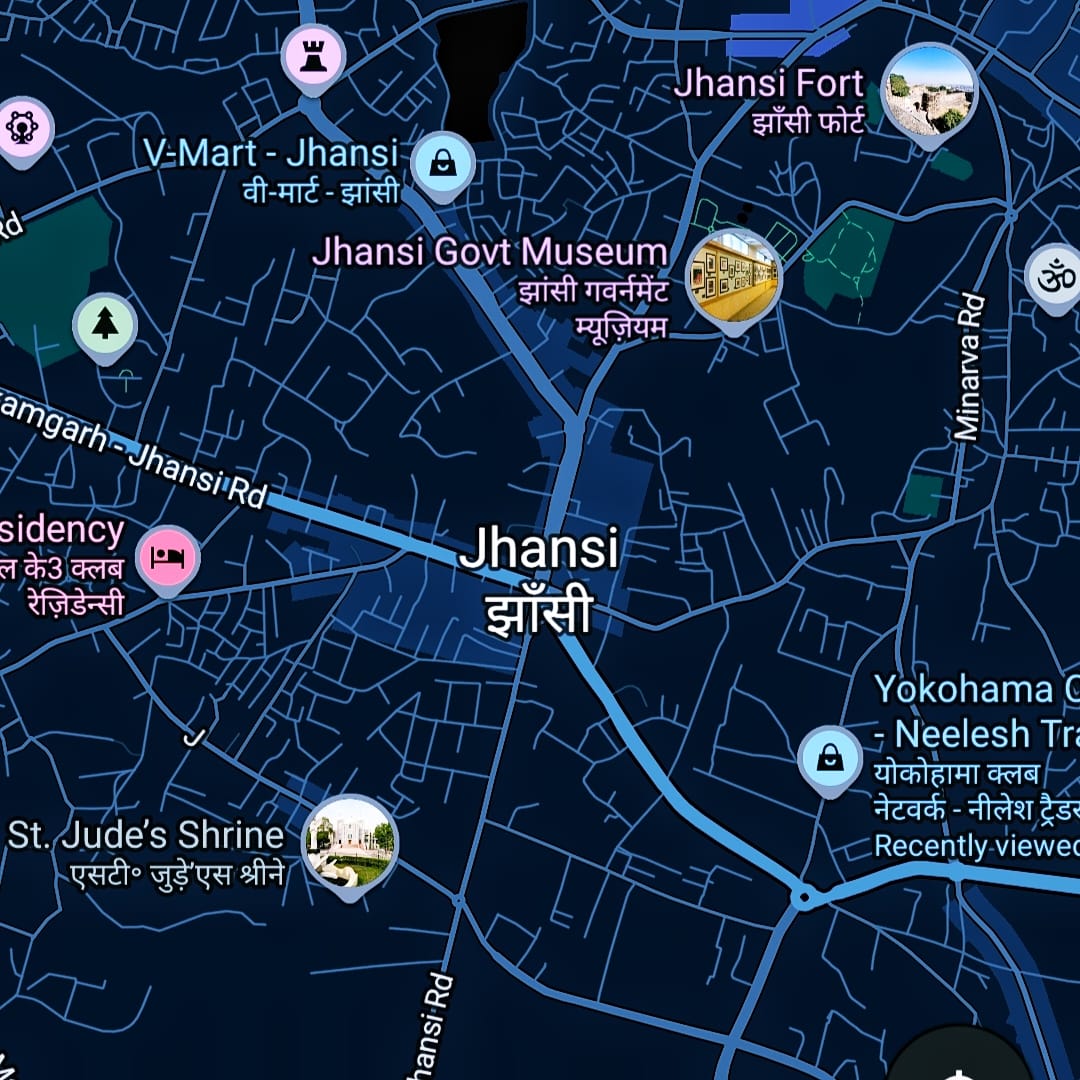 Jhansi Fort
झाँसी फोर्ट
V-Mart - Jhansi
वी-मार्ट - झांसी
Rd
Jhansi Govt Museum
झांसी गवर्नमेंट
म्यूज़ियम
ॐ
Minarva Rd
kamgarh - Jhansi Rd
sidency
ल के3 क्लब
रेज़िडेन्सी
Jhansi
झाँसी
Yokohama C
- Neelesh Tra
योकोहामा क्लब
नेटवर्क - नीलेश ट्रैडर्स
Recently viewed
St. Jude's Shrine
एसटी॰ जुड़े'एस श्रीने
hansi Rd